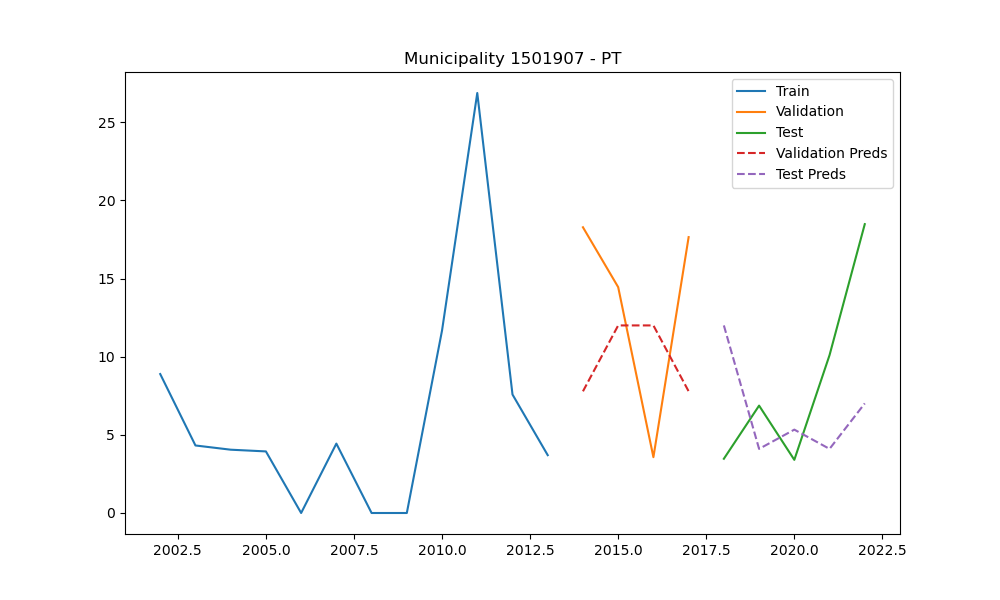 Municipality 1501907 - PT
Train
Validation
Test
Validation Preds
Test Preds
25
20
15
10
5
0
2002.5 2005.0 2007.5 2010.0 2012.5 2015.0 2017.5 2020.0 2022.5